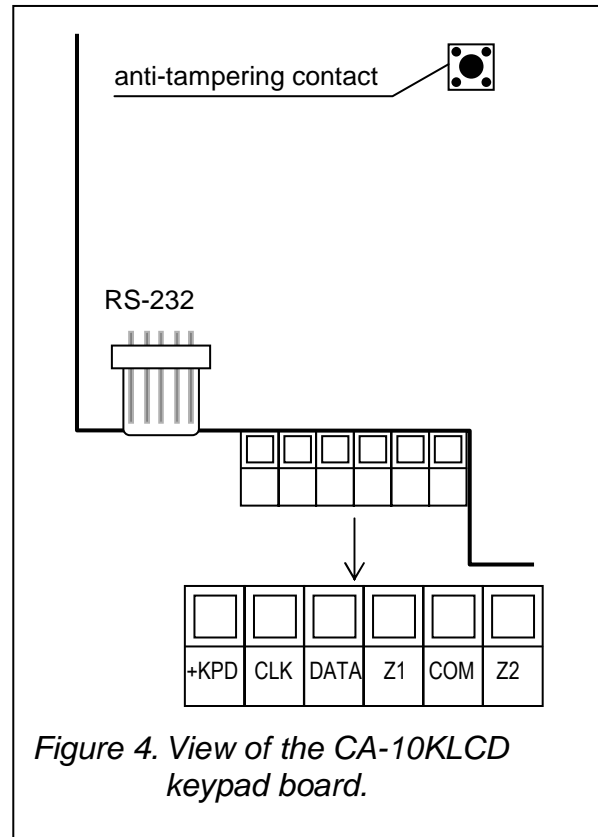 anti-tampering contact
RS-232
+KPD CLK DATA Z1 COM Z2
Figure 4. View of the CA-10KLCD
keypad board.